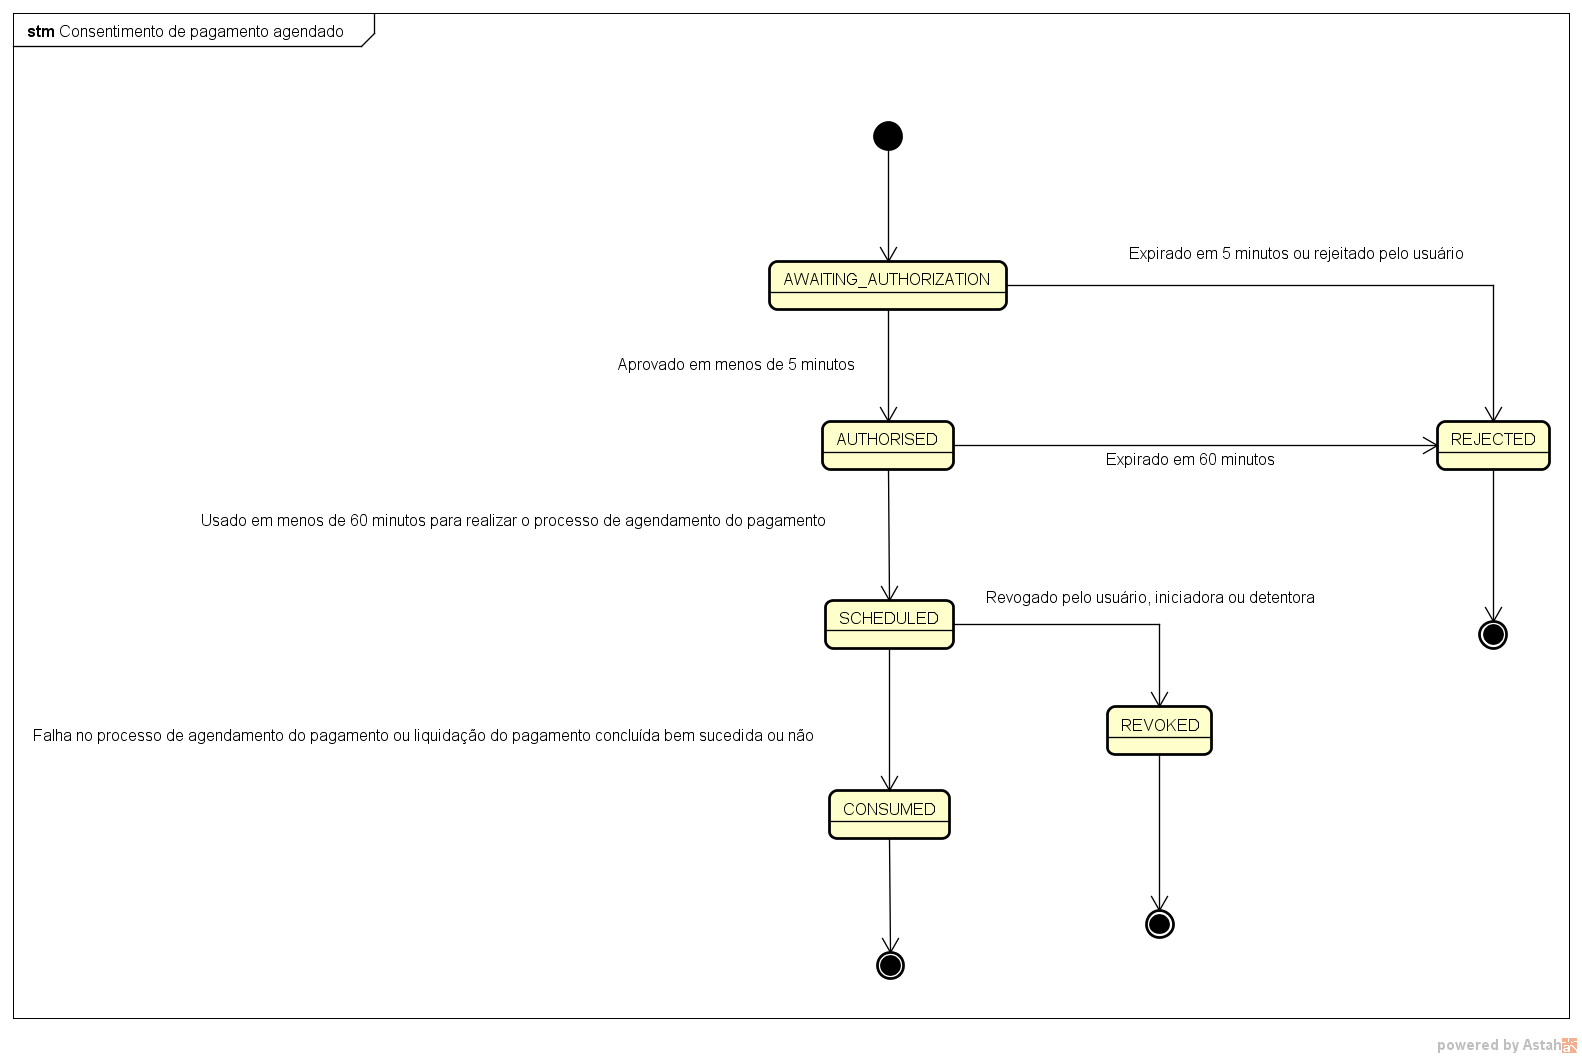 stm Consentimento de pagamento agendado
Expirado em 5 minutos ou rejeitado pelo usuário
AWAITING_AUTHORIZATION
Aprovado em menos de 5 minutos
AUTHORISED
REJECTED
Expirado em 60 minutos
Usado em menos de 60 minutos para realizar o processo de agendamento do pagamento
Revogado pelo usuário, iniciadora ou detentora
SCHEDULED
REVOKED
Falha no processo de agendamento do pagamento ou liquidação do pagamento concluída bem sucedida ou não
CONSUMED
powered by Astah